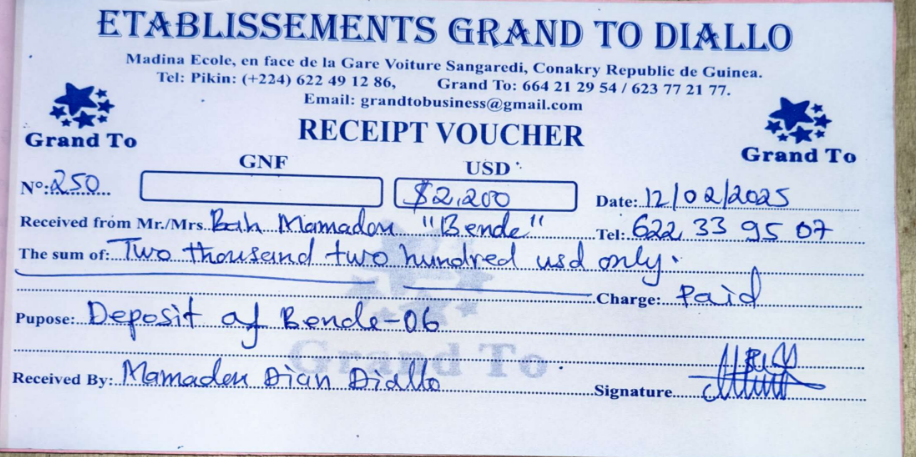 ETABLISSEMENTS GRAND TO DIALLO
Madina Ecole, en face de la Gare Voiture Sangaredi, Conakry Republic de Guinea.
Tel: Pikin: (+224) 622 49 12 86, Grand To: 664 21 29 54 / 623 77 21 77.
Email: grandtobusiness@gmail.com
Grand To
RECEIPT VOUCHER
Grand To
GNF USD
N°: 250 $2,200 Date: 12/02/2025
Received from Mr./Mrs. Bah Mamadou "Bende" Tel: 622 33 95 07
The sum of: Two thousand two hundred usd only.
Charge: Paid
Pupose: Deposit of Bende-06
Grand To
Received By: Mamadou Dian Diallo Signature